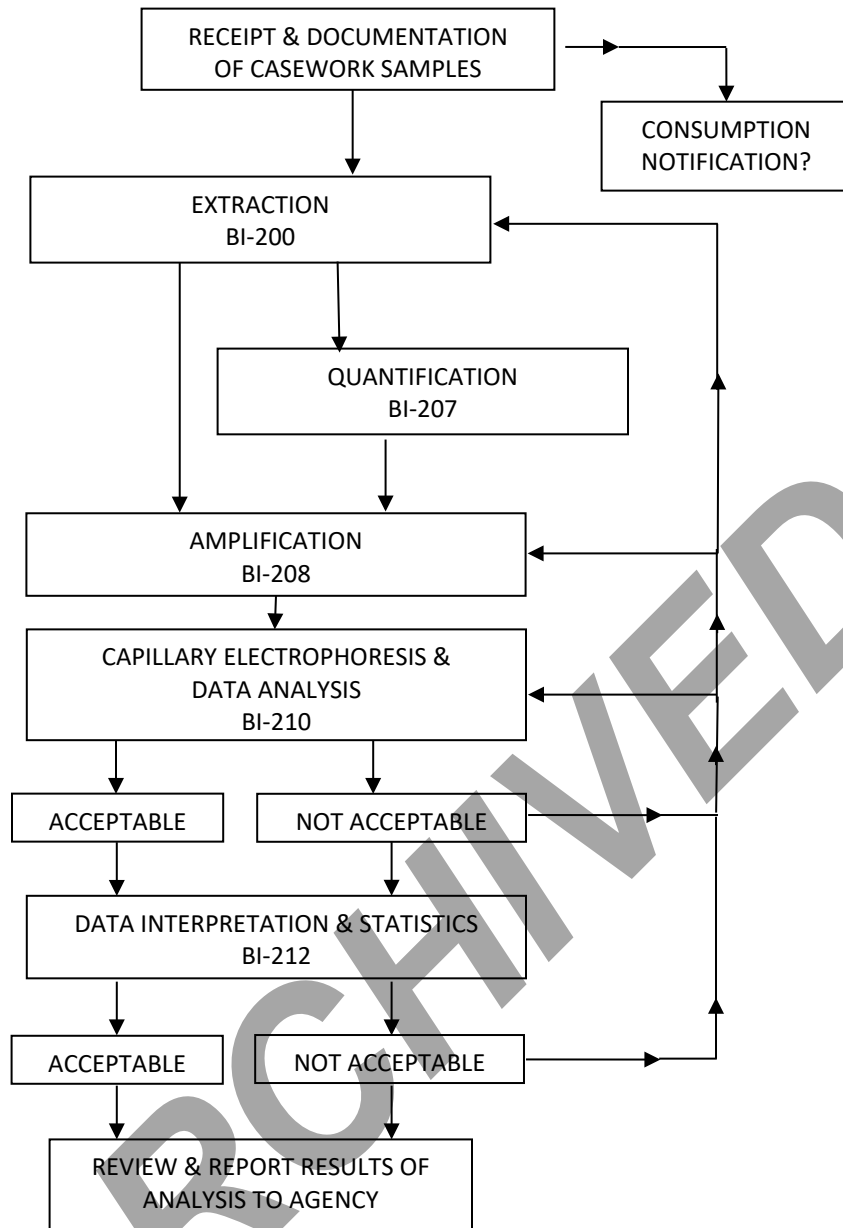 RECEIPT & DOCUMENTATION
OF CASEWORK SAMPLES
CONSUMPTION
NOTIFICATION?
EXTRACTION
BI-200
QUANTIFICATION
BI-207
AMPLIFICATION
BI-208
CAPILLARY ELECTROPHORESIS &
DATA ANALYSIS
BI-210
ACCEPTABLE
NOT ACCEPTABLE
DATA INTERPRETATION & STATISTICS
BI-212
ACCEPTABLE
NOT ACCEPTABLE
REVIEW & REPORT RESULTS OF
ANALYSIS TO AGENCY
RCHIVED